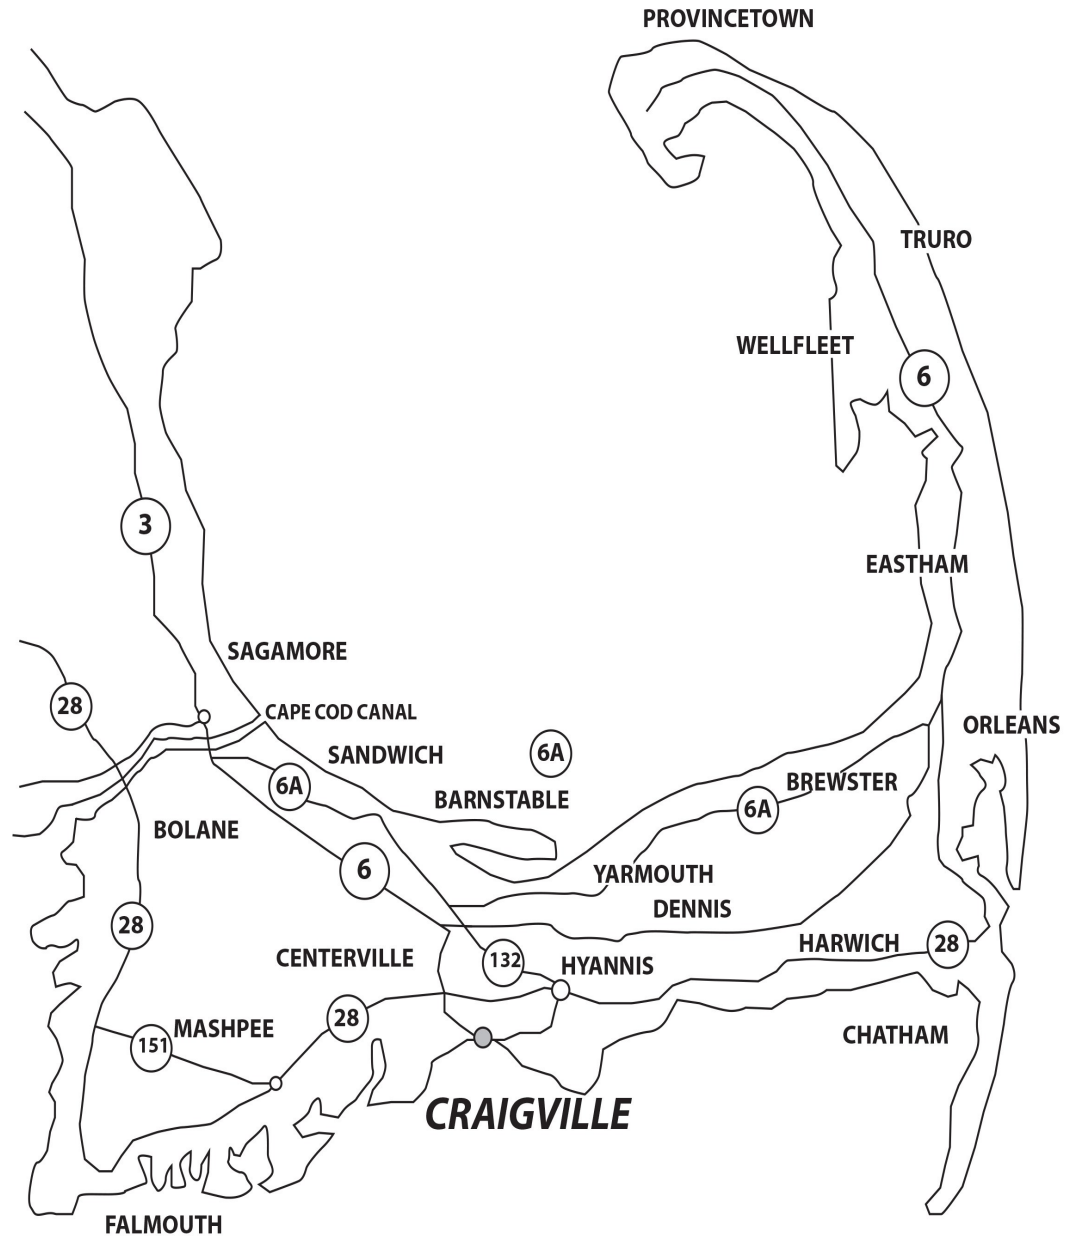 PROVINCETOWN
TRURO
WELLFLEET
6
3
EASTHAM
SAGAMORE
28
CAPE COD CANAL
ORLEANS
SANDWICH
6A
6A
BREWSTER
BARNSTABLE
6A
BOLANE
6
YARMOUTH
DENNIS
28
HARWICH
28
CENTERVILLE
132
HYANNIS
28
MASHPEE
151
CHATHAM
CRAIGVILLE
FALMOUTH